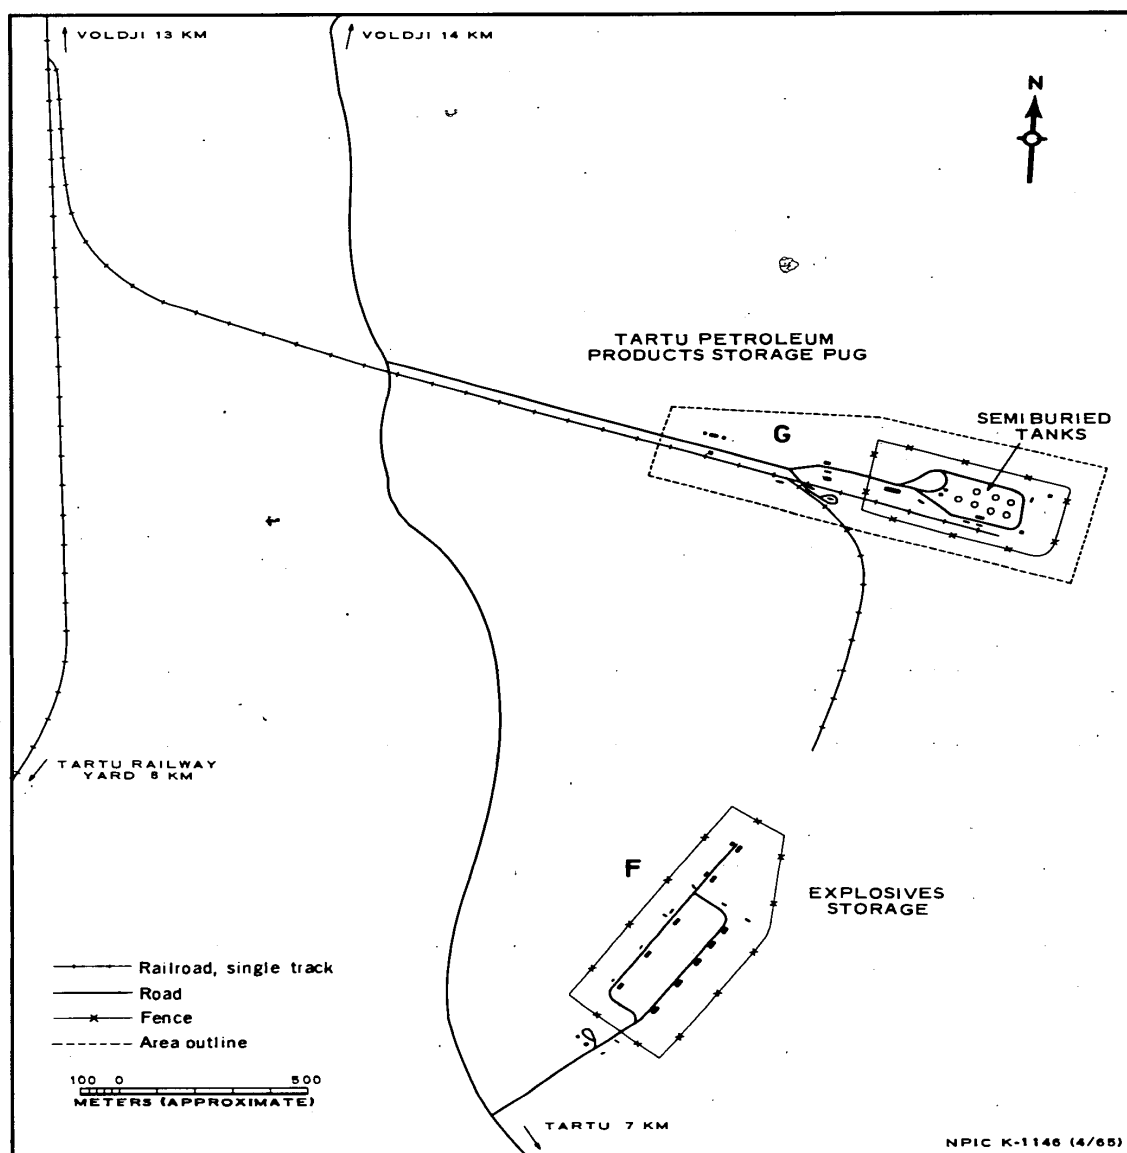 VOLDJI 13 KM
VOLDJI 14 KM
N
TARTU PETROLEUM
PRODUCTS STORAGE PUG
G
SEMIBURIED
TANKS
TARTU RAILWAY
YARD 8 KM
F
EXPLOSIVES
STORAGE
Railroad, single track
Road
Fence
Area outline
100 0 500
METERS (APPROXIMATE)
TARTU 7 KM
NPIC K-1146 (4/65)